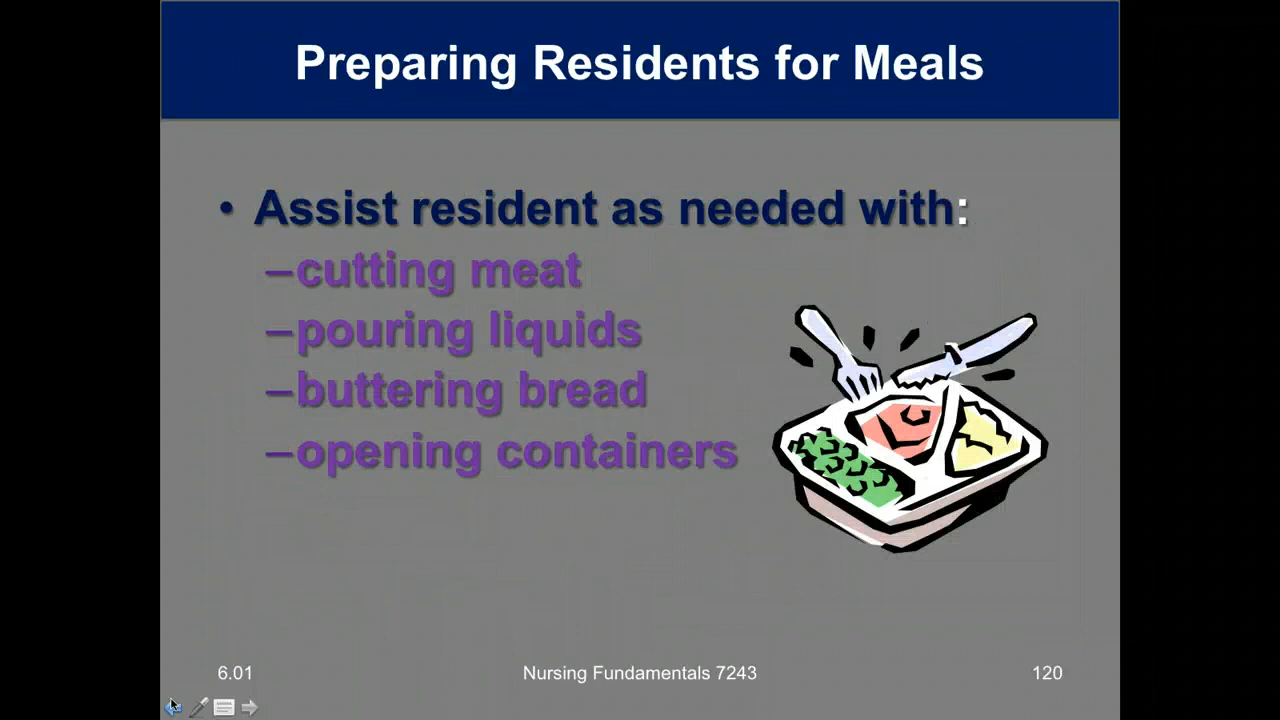 Preparing Residents for Meals
• Assist resident as needed with:
–cutting meat
–pouring liquids
–buttering bread
–opening containers
6.01
Nursing Fundamentals 7243
120